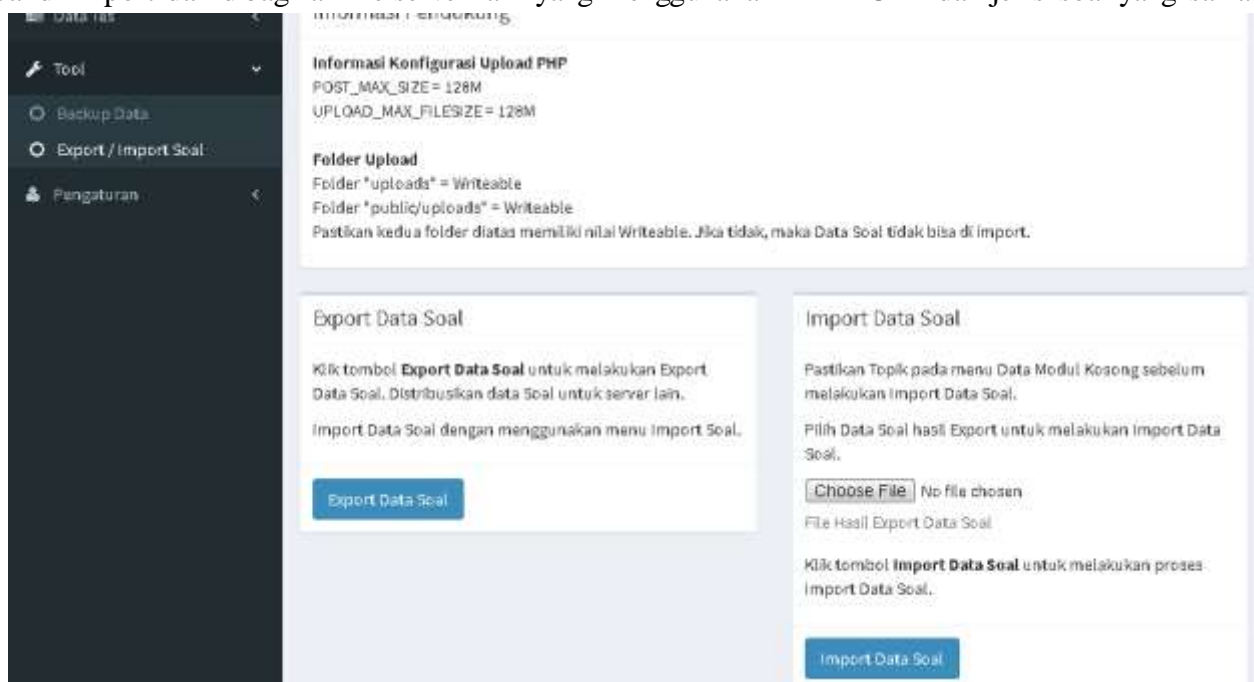 yang menggunakan
Data Tes
Informasi Pendukung
Tool
Backup Data
Export / Import Soal
Pengaturan
Informasi Konfigurasi Upload PHP
POST_MAX_SIZE = 128M
UPLOAD_MAX_FILESIZE = 128M
Folder Upload
Folder "uploads" = Writeable
Folder "public/uploads" = Writeable
Pastikan kedua folder diatas memiliki nilai Writeable. Jika tidak, maka Data Soal tidak bisa di import.
Export Data Soal
Klik tombol Export Data Soal untuk melakukan Export
Data Soal. Distribusikan data Soal untuk server lain.
Import Data Soal dengan menggunakan menu Import Soal.
Export Data Soal
Import Data Soal
Pastikan Topik pada menu Data Modul Kosong sebelum
melakukan Import Data Soal.
Pilih Data Soal hasil Export untuk melakukan Import Data
Soal.
Choose File No file chosen
File Hasil Export Data Soal
Klik tombol Import Data Soal untuk melakukan proses
Import Data Soal.
Import Data Soal